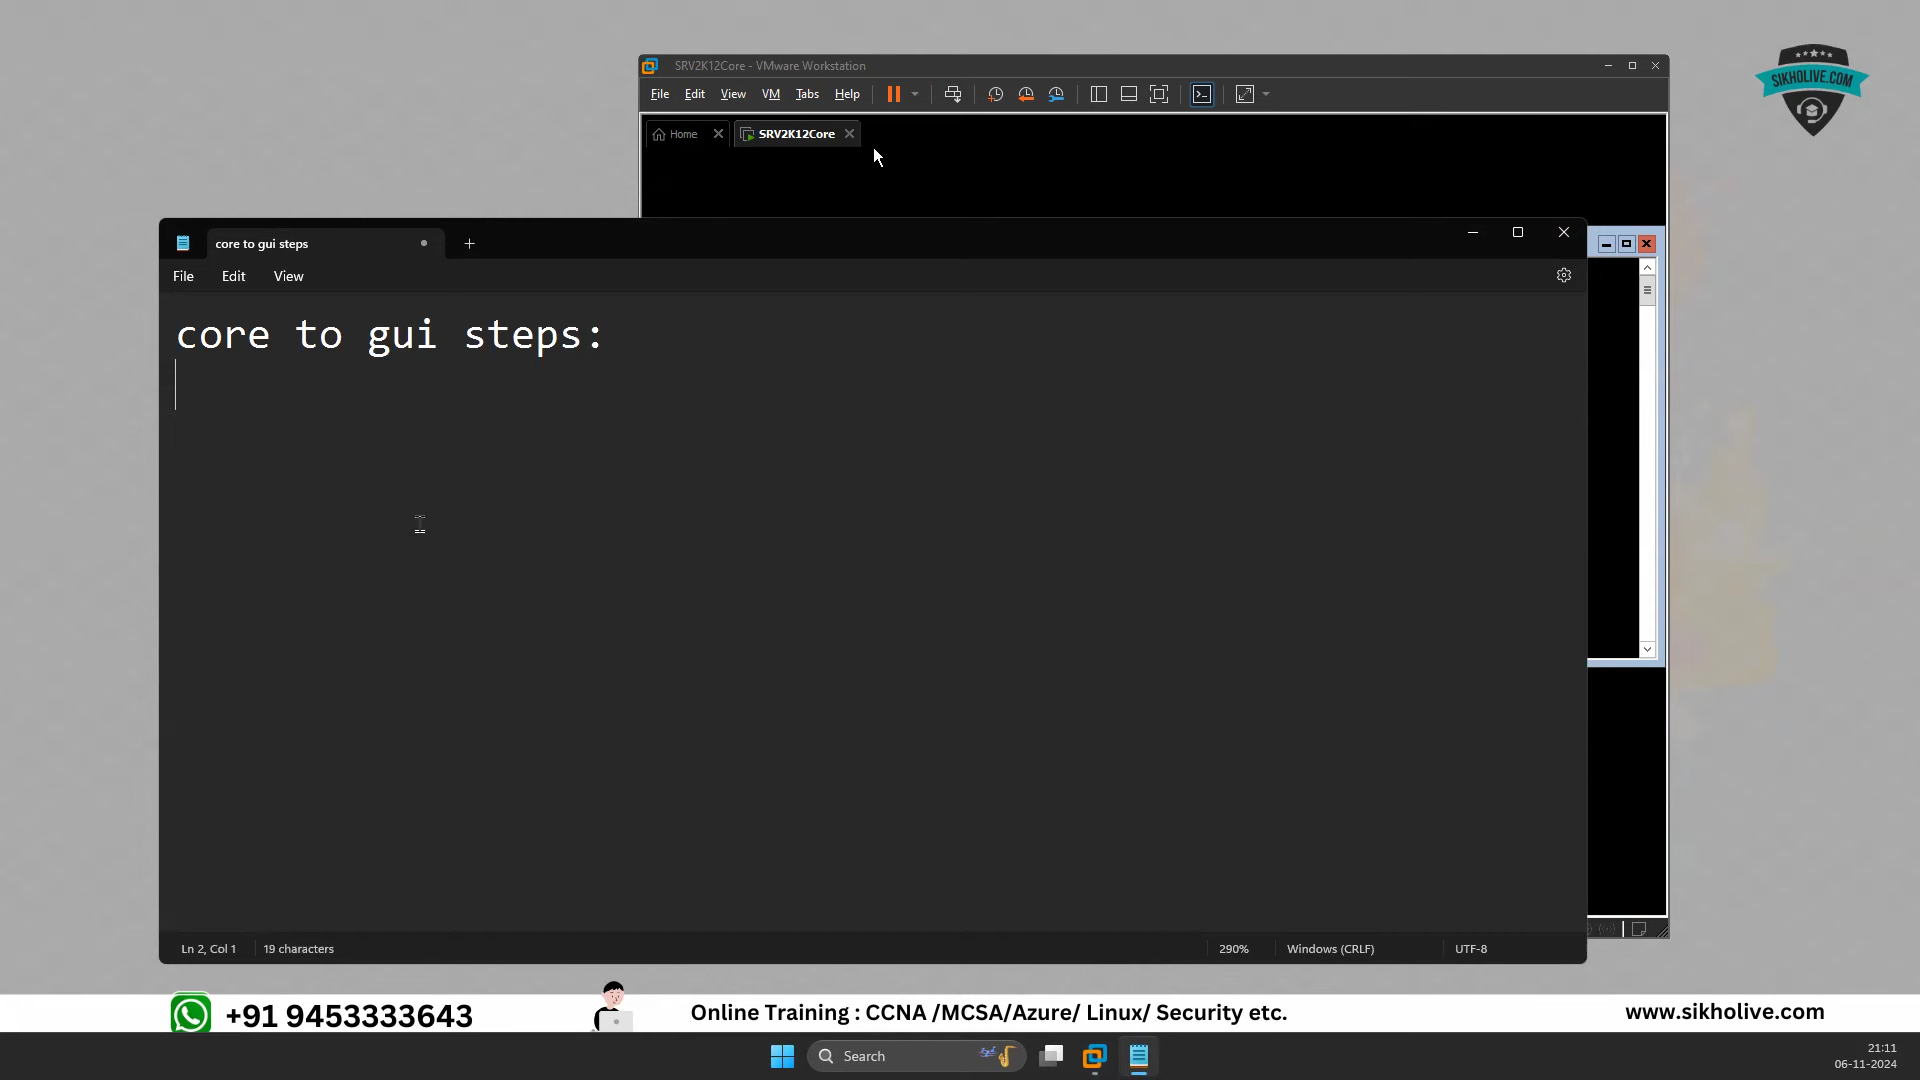 SRV2K12Core - VMware Workstation
File Edit View VM Tabs Help
Home SRV2K12Core
SIKHOLIVE.COM
core to gui steps
File Edit View
core to gui steps:
Ln 2, Col 1 19 characters 290% Windows (CRLF) UTF-8
+91 9453333643 Online Training : CCNA /MCSA/Azure/ Linux/ Security etc. www.sikholive.com
Search
21:11
06-11-2024